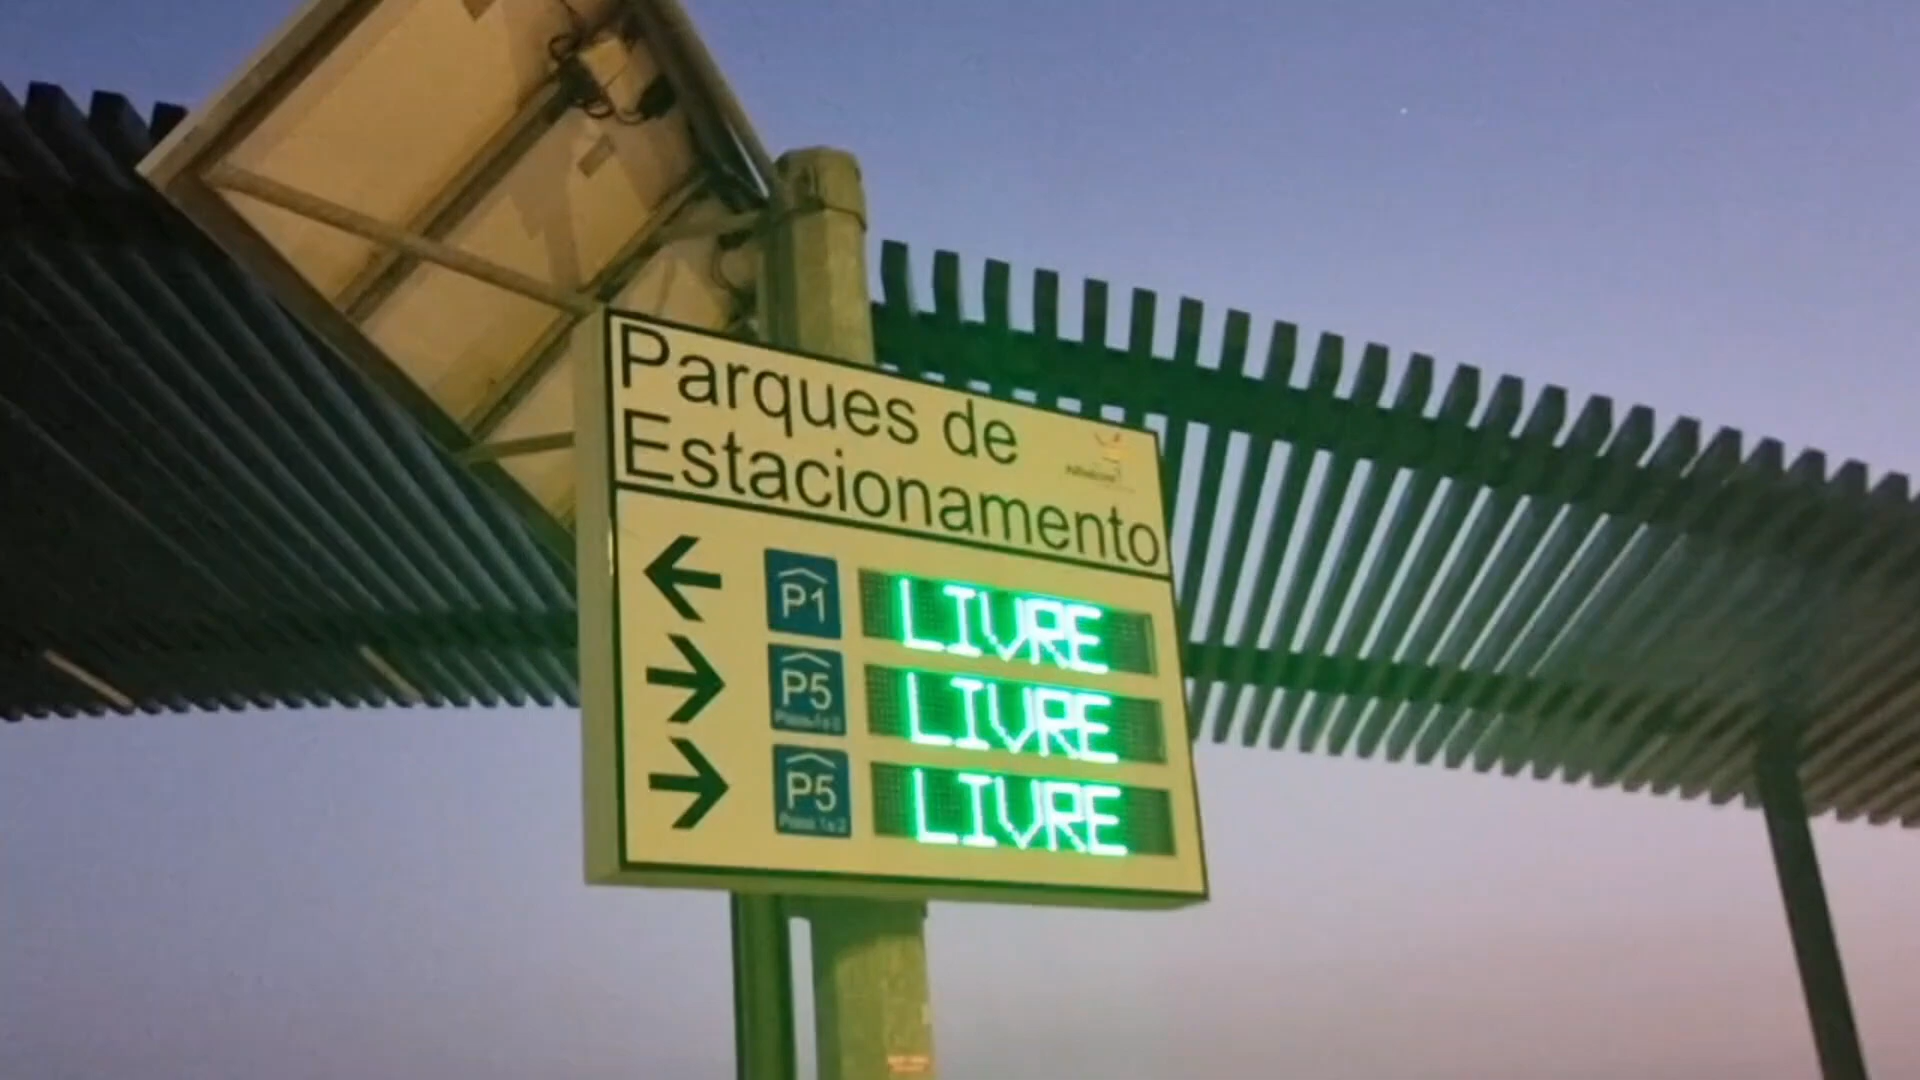 Parques de
Estacionamento
P1 LIVRE
P5 LIVRE
P5 LIVRE